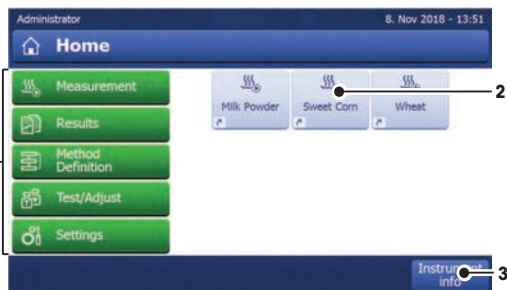 Administrator
8. Nov 2018 - 13:51
Home
Measurement
Results
Method
Definition
Test/Adjust
Settings
Milk Powder
Sweet Corn
Wheat
2
Instrument
info
3